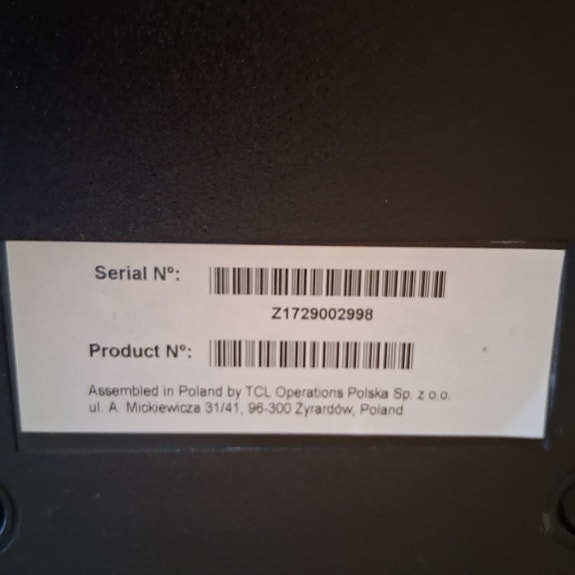 Serial N°:
Z1729002998
Product N°:
Assembled in Poland by TCL Operations Polska Sp. z o.o.
ul. A. Mickiewicza 31/41, 96-300 Żyrardów, Poland